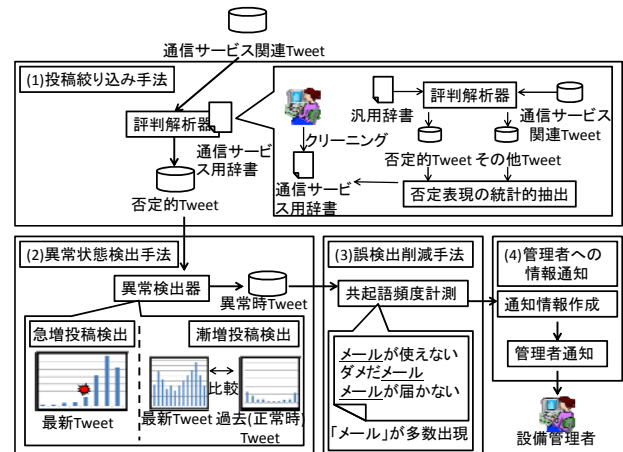 通信サービス関連Tweet
(1)投稿絞り込み手法
評判解析器
通信サービ
ス用辞書
否定的Tweet
クリーニング
通信サービ
ス用辞書
汎用辞書
評判解析器
通信サービス
関連Tweet
否定的Tweet
その他Tweet
否定表現の統計的抽出
(2)異常状態検出手法
異常検出器
異常時Tweet
急増投稿検出
最新Tweet
漸増投稿検出
比較
最新Tweet
過去(正常時)
Tweet
(3)誤検出削減手法
共起語頻度計測
メールが使えない
ダメだメール
メールが届かない
「メール」が多数出現
(4)管理者への
情報通知
通知情報作成
管理者通知
設備管理者